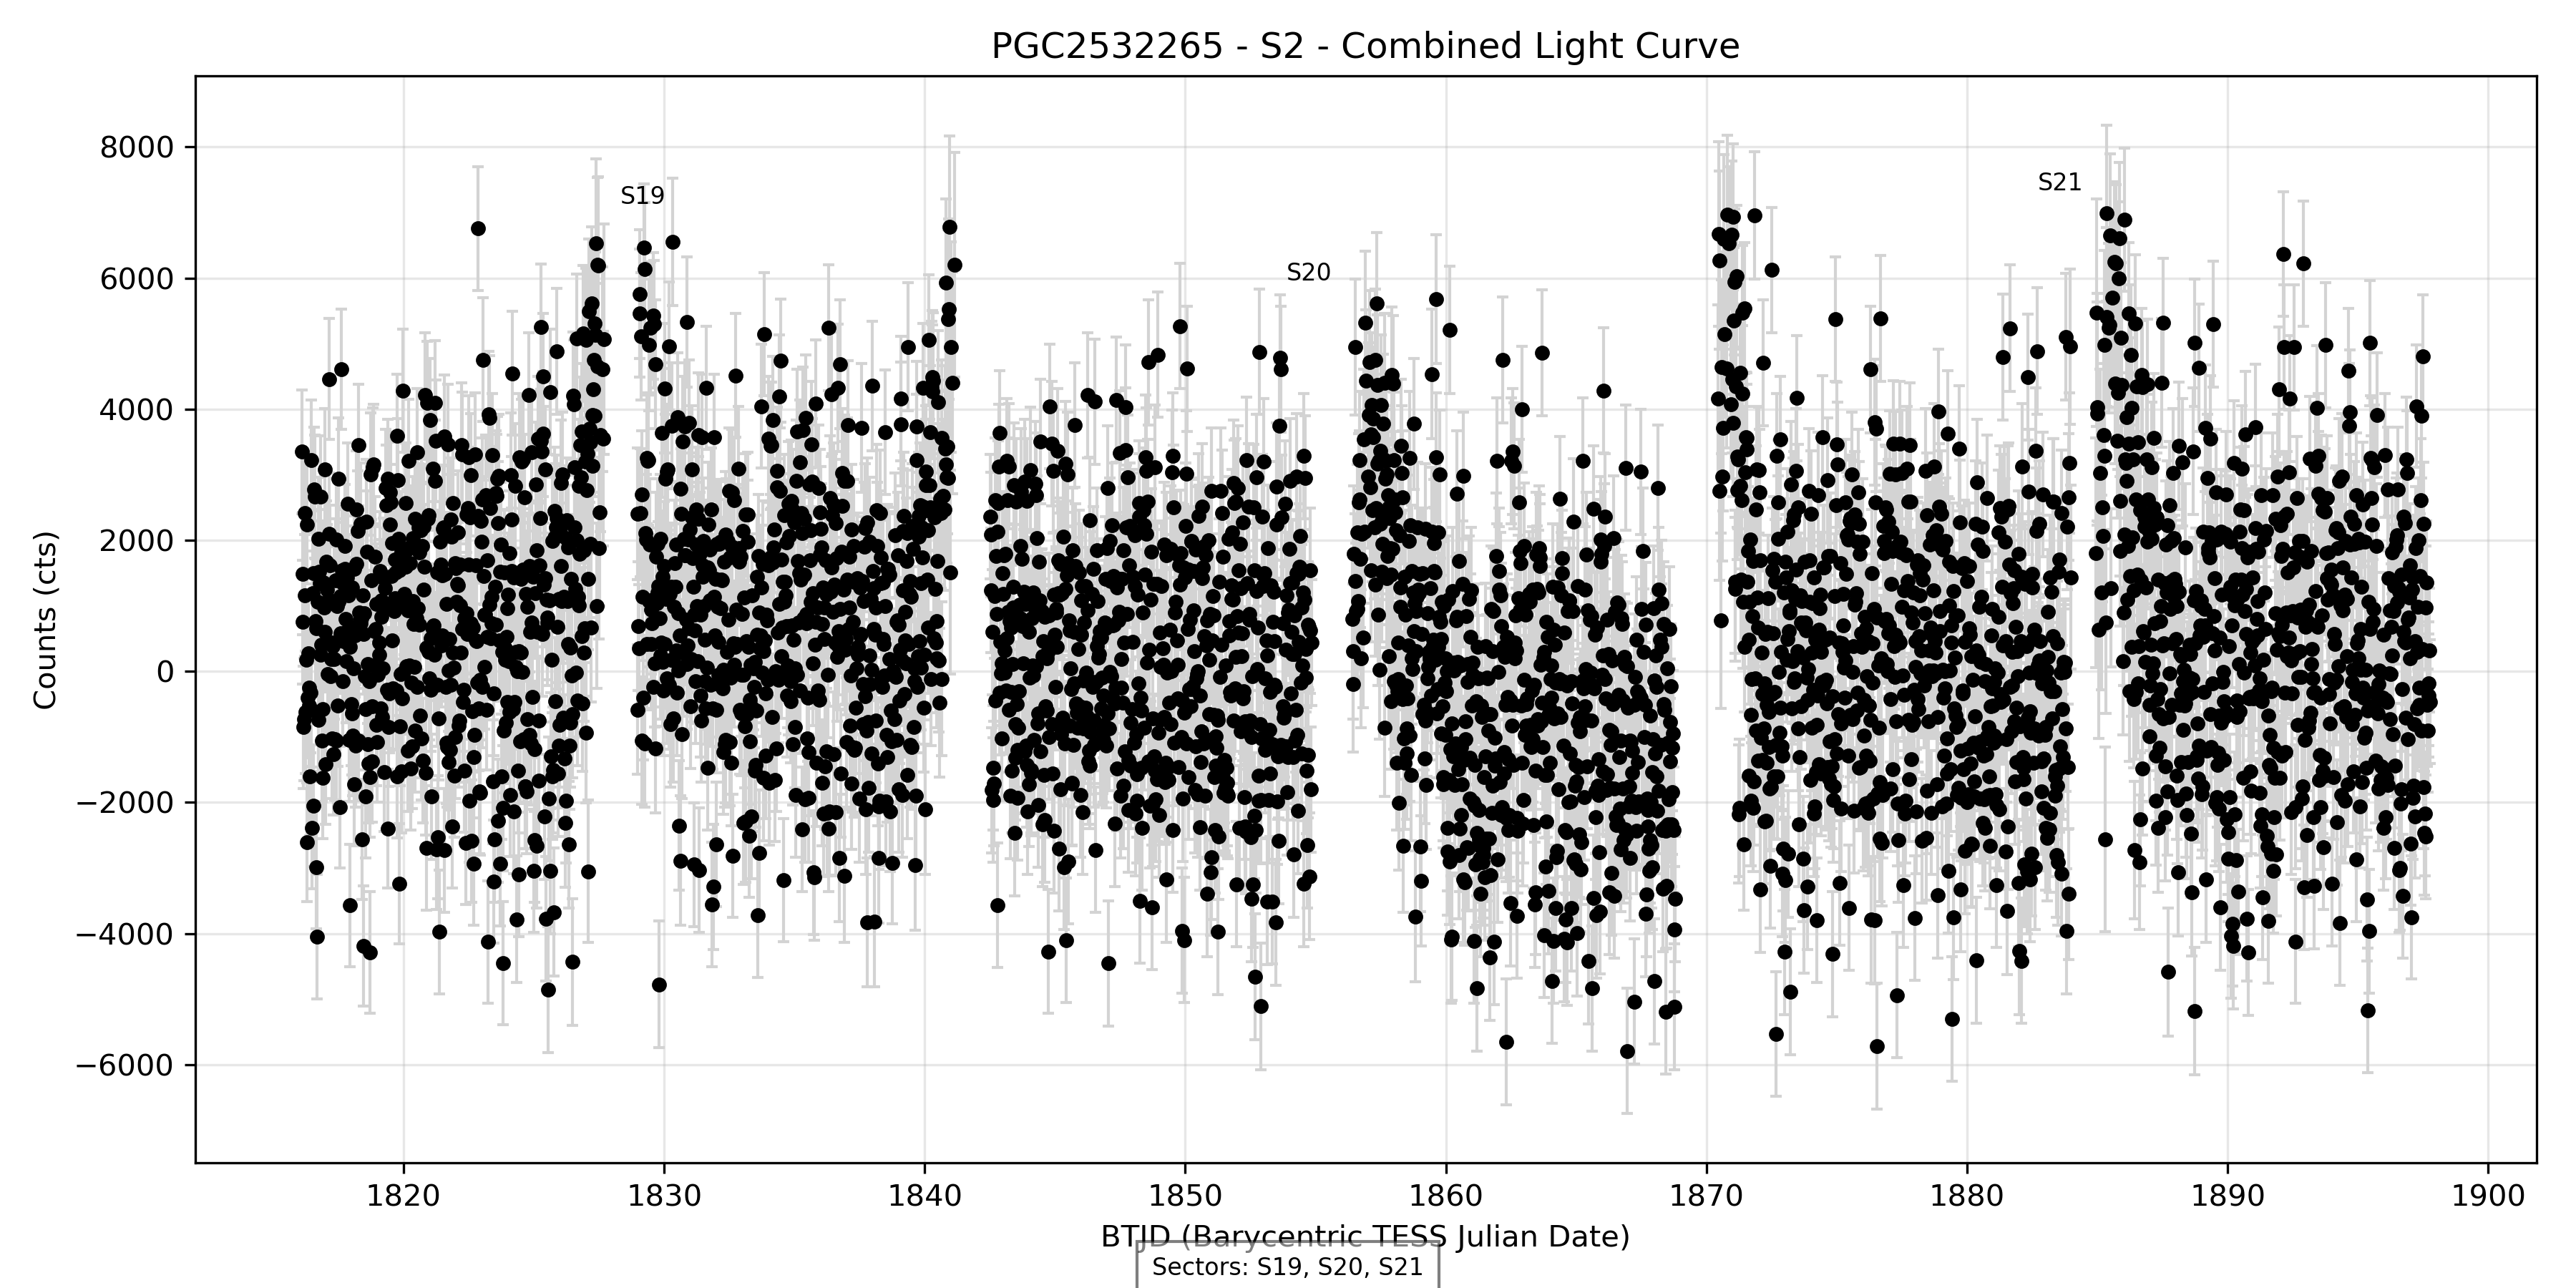 PGC2532265 - S2 - Combined Light Curve
Counts (cts)
8000
6000
4000
2000
0
−2000
−4000
−6000
S19
S20
S21
1820
1830
1840
1850
1860
1870
1880
1890
1900
BTJD (Barycentric TESS Julian Date)
Sectors: S19, S20, S21